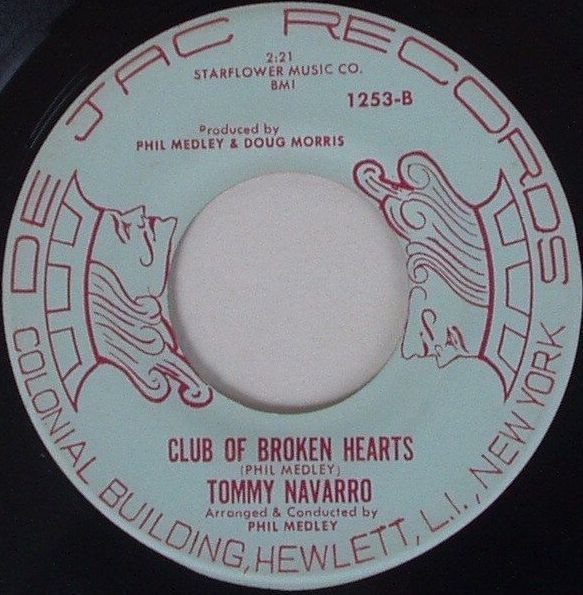 DE JAC RECORDS
2:21
STARFLOWER MUSIC CO.
BMI
1253-B
Produced by
PHIL MEDLEY & DOUG MORRIS
CLUB OF BROKEN HEARTS
(PHIL MEDLEY)
TOMMY NAVARRO
Arranged & Conducted by
PHIL MEDLEY
COLONIAL BUILDING, HEWLETT, L.I., NEW YORK